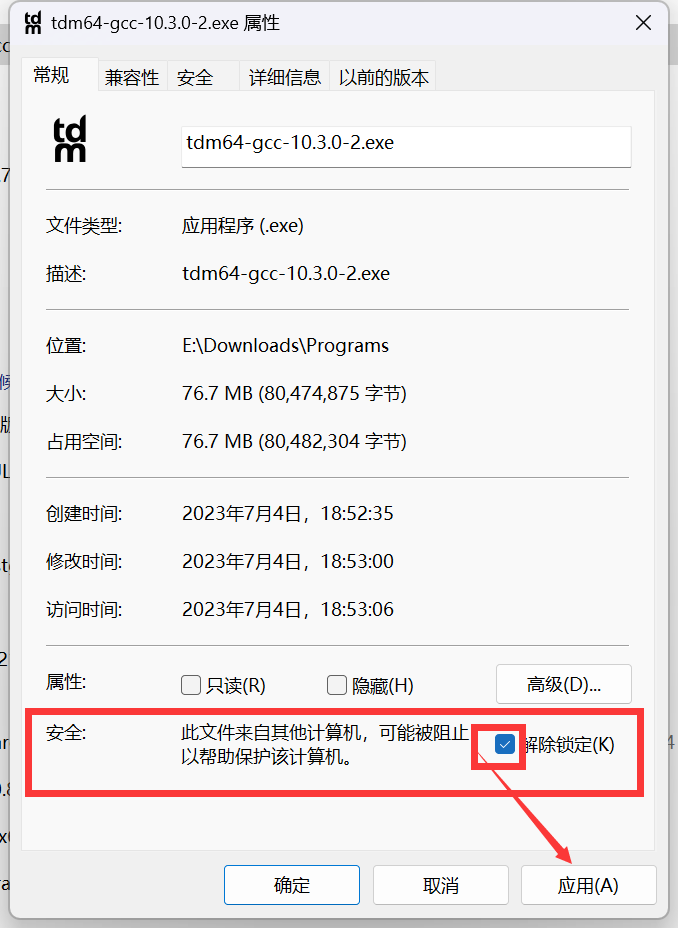 tdm64-gcc-10.3.0-2.exe 属性
常规 兼容性 安全 详细信息 以前的版本
tdm
tdm64-gcc-10.3.0-2.exe
文件类型: 应用程序 (.exe)
描述: tdm64-gcc-10.3.0-2.exe
位置: E:\Downloads\Programs
大小: 76.7 MB (80,474,875 字节)
占用空间: 76.7 MB (80,482,304 字节)
创建时间: 2023年7月4日，18:52:35
修改时间: 2023年7月4日，18:53:00
访问时间: 2023年7月4日，18:53:06
属性: 只读(R) 隐藏(H) 高级(D)...
安全: 此文件来自其他计算机，可能被阻止
以帮助保护该计算机。
解除锁定(K)
确定 取消 应用(A)